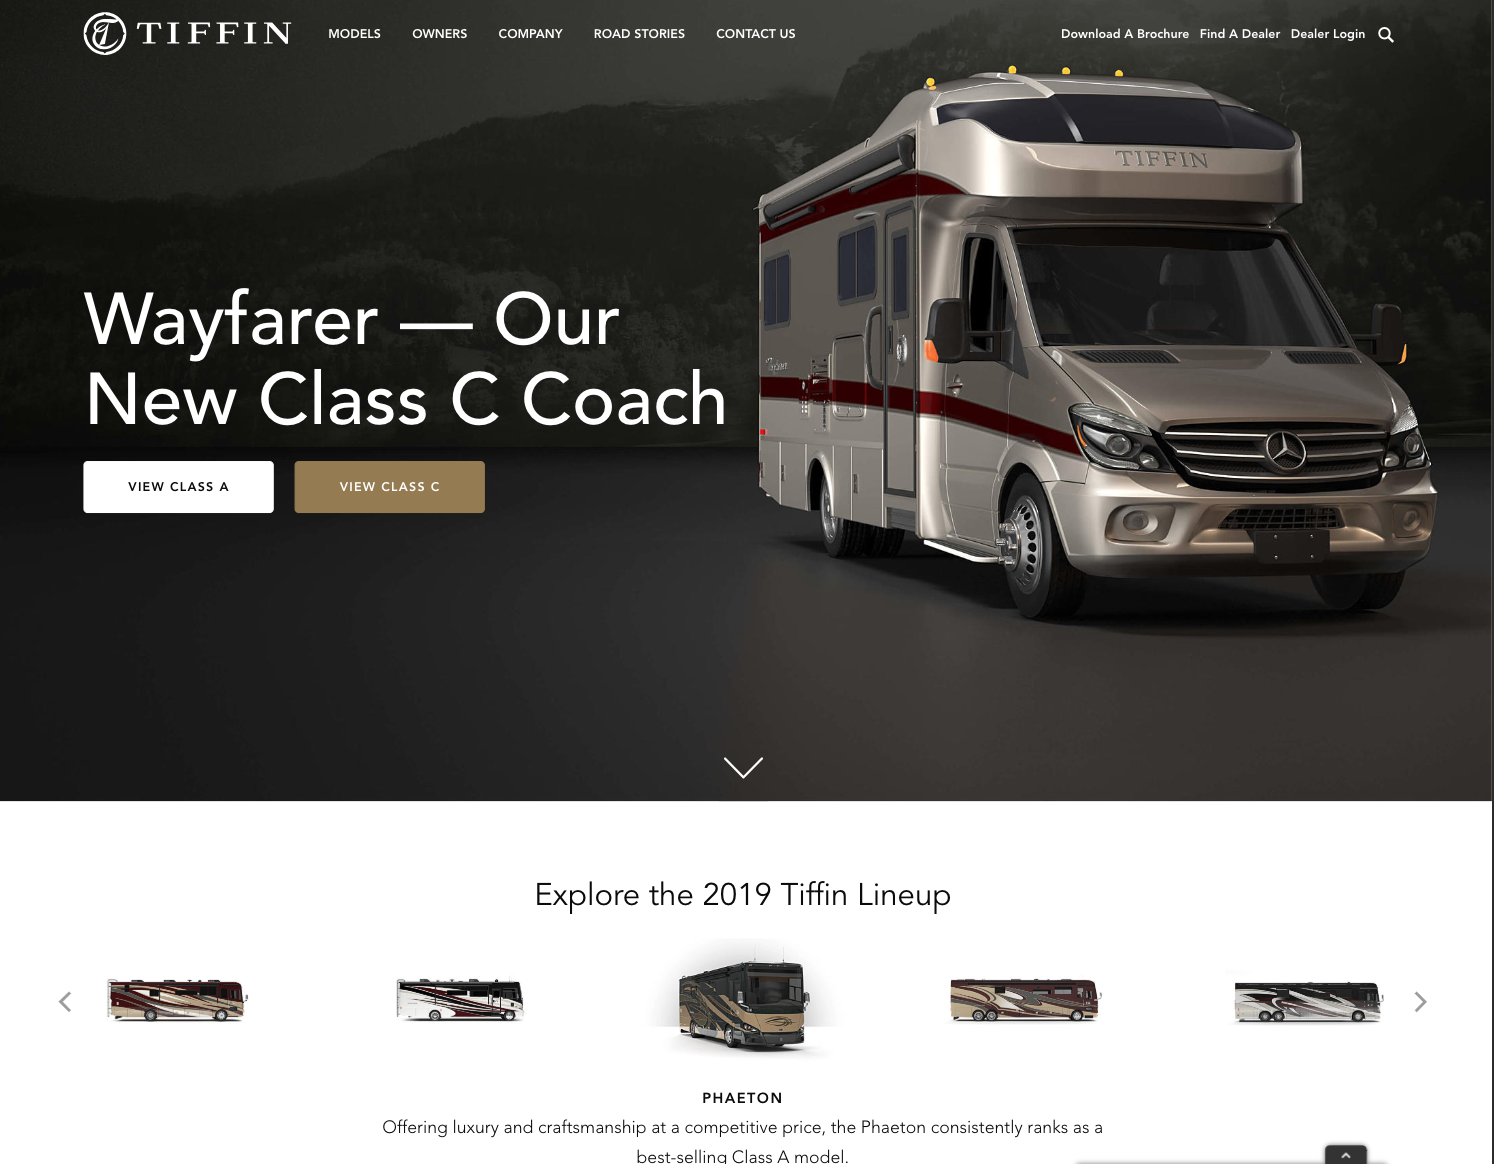 TIFFIN
MODELS
OWNERS
COMPANY
ROAD STORIES
CONTACT US
Download A Brochure
Find A Dealer
Dealer Login
TIFFIN
Wayfarer — Our
New Class C Coach
VIEW CLASS A
VIEW CLASS C
Explore the 2019 Tiffin Lineup
PHAETON
Offering luxury and craftsmanship at a competitive price, the Phaeton consistently ranks as a
best-selling Class A model.